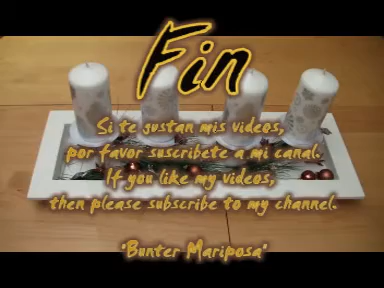 Fin
Si te gustan mis videos,
por favor suscribete a mi canal.
If you like my videos,
then please subscribe to my channel.
"Bunter Mariposa"